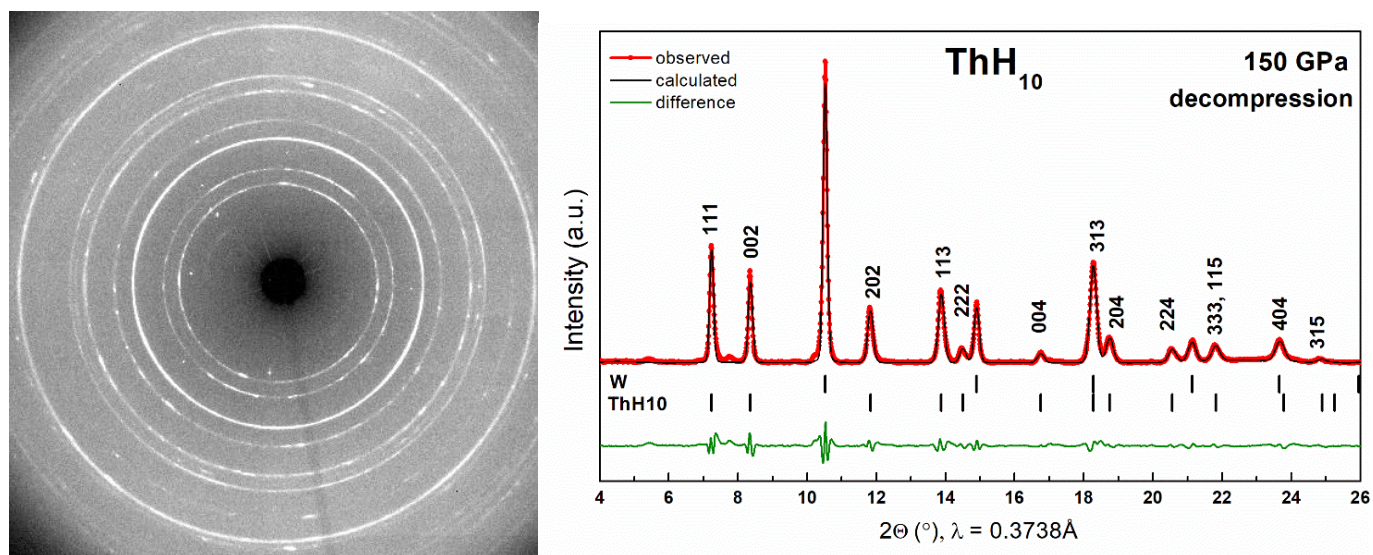 observed
calculated
difference
ThH10
150 GPa
decompression
Intensity (a.u.)
111
002
202
113
222
004
313
204
224
333, 115
404
315
W
ThH10
4 6 8 10 12 14 16 18 20 22 24 26
2Θ (°), λ = 0.3738Å